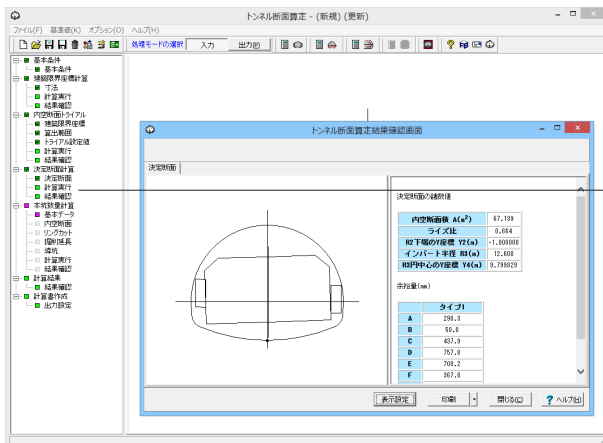 トンネル断面算定 - (新規) (更新)
ファイル(F) 基準値(K) オプション(O) ヘルプ(H)
処理モードの選択 入力 出力(P)
基本条件
基本条件
建築限界座標計算
寸法
計算実行
結果確認
内空断面トライアル
建築限界座標
算出範囲
トライアル設定値
計算実行
結果確認
決定断面計算
決定断面
計算実行
結果確認
本坑数量計算
基本データ
内空断面
リングカット
掘削延長
導坑
計算実行
結果確認
計算結果
結果確認
計算書作成
出力設定
トンネル断面算定結果確認画面
決定断面
決定断面の諸数値
内空断面積 A(m²) 67.139
ライズ比 0.664
R2下端のY座標 Y2(m) -1.000000
インバート半径 R3(m) 12.600
R3円中心のY座標 Y4(m) 9.799829
余裕量(mm)
タイプ1
A 298.3
B 50.0
C 437.9
D 757.8
E 700.2
F 367.8
表示設定 印刷 閉じる(C) ? ヘルプ(H)